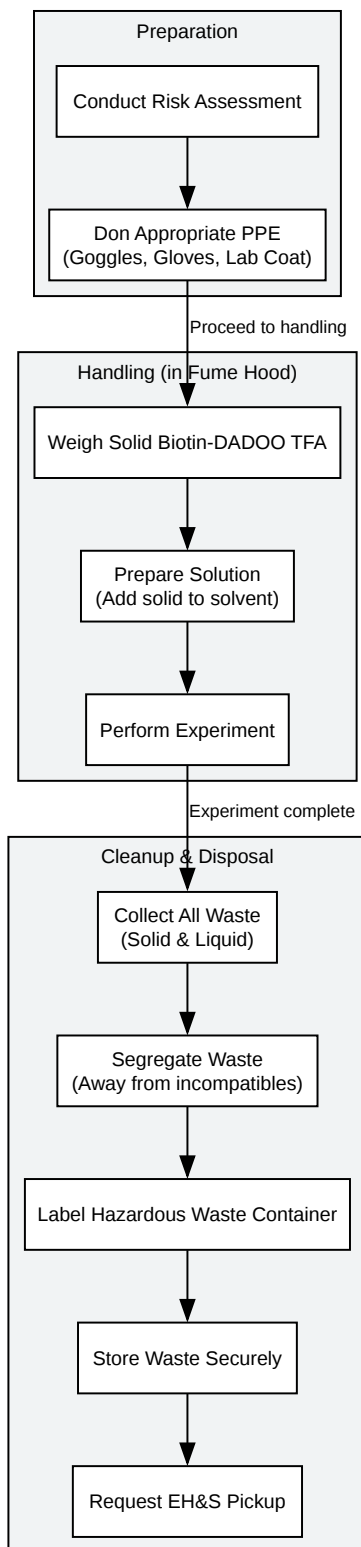 Preparation
Conduct Risk Assessment
Don Appropriate PPE
(Goggles, Gloves, Lab Coat)
Proceed to handling
Handling (in Fume Hood)
Weigh Solid Biotin-DADOO TFA
Prepare Solution
(Add solid to solvent)
Perform Experiment
Experiment complete
Cleanup & Disposal
Collect All Waste
(Solid & Liquid)
Segregate Waste
(Away from incompatibles)
Label Hazardous Waste Container
Store Waste Securely
Request EH&S Pickup